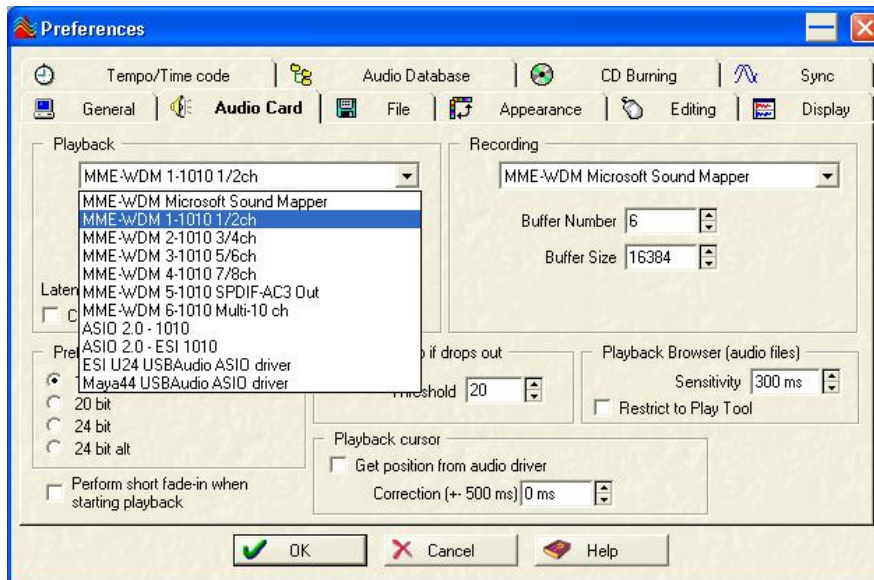 Preferences
Tempo/Time code
Audio Database
CD Burning
Sync
General
Audio Card
File
Appearance
Editing
Display
Playback
MME-WDM 1-1010 1/2ch
MME-WDM Microsoft Sound Mapper
MME-WDM 1-1010 1/2ch
MME-WDM 2-1010 3/4ch
MME-WDM 3-1010 5/6ch
MME-WDM 4-1010 7/8ch
MME-WDM 5-1010 SPDIF-AC3 Out
MME-WDM 6-1010 Multi-10 ch
ASIO 2.0 - 1010
ASIO 2.0 - ESI 1010
ESI U24 USBAudio ASIO driver
Maya44 USBAudio ASIO driver
Recording
MME-WDM Microsoft Sound Mapper
Buffer Number 6
Buffer Size 16384
20 bit
24 bit
24 bit alt
if drops out
20
Playback Browser (audio files)
Sensitivity 300 ms
Restrict to Play Tool
Perform short fade-in when
starting playback
Playback cursor
Get position from audio driver
Correction (+- 500 ms) 0 ms
OK
Cancel
Help